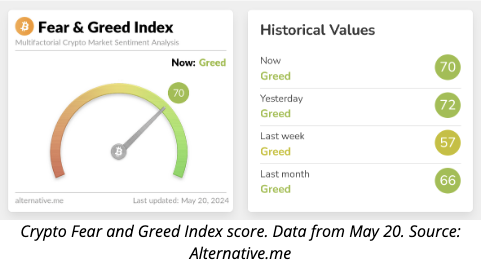 Fear & Greed Index
Multifactorial Crypto Market Sentiment Analysis
Now: Greed
70
alternative.me
Last updated: May 20, 2024
Historical Values
Now
Greed
70
Yesterday
Greed
72
Last week
Greed
57
Last month
Greed
66
Crypto Fear and Greed Index score. Data from May 20. Source:
Alternative.me